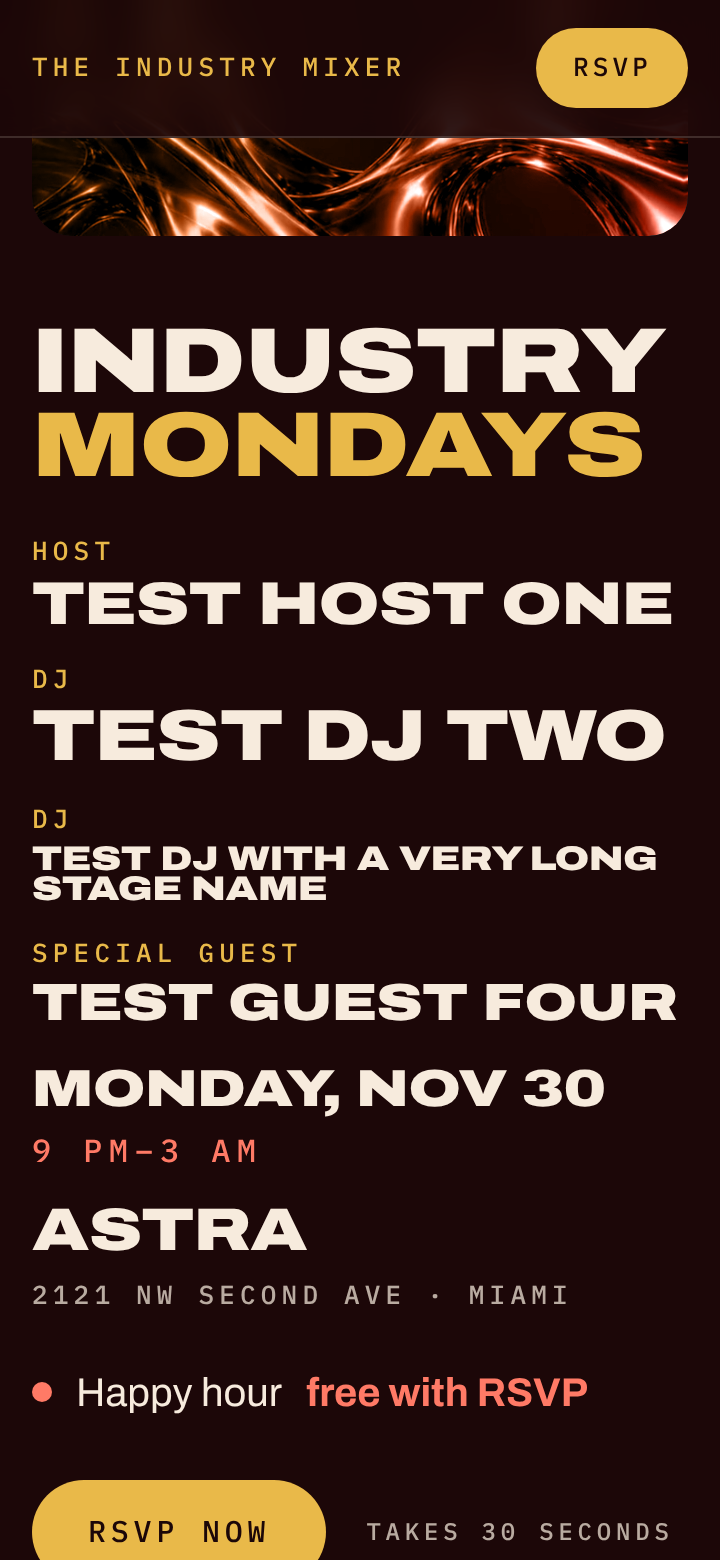 THE INDUSTRY MIXER
RSVP
INDUSTRY
MONDAYS
HOST
TEST HOST ONE
DJ
TEST DJ TWO
DJ
TEST DJ WITH A VERY LONG
STAGE NAME
SPECIAL GUEST
TEST GUEST FOUR
MONDAY, NOV 30
9 PM–3 AM
ASTRA
2121 NW SECOND AVE · MIAMI
Happy hour free with RSVP
RSVP NOW
TAKES 30 SECONDS